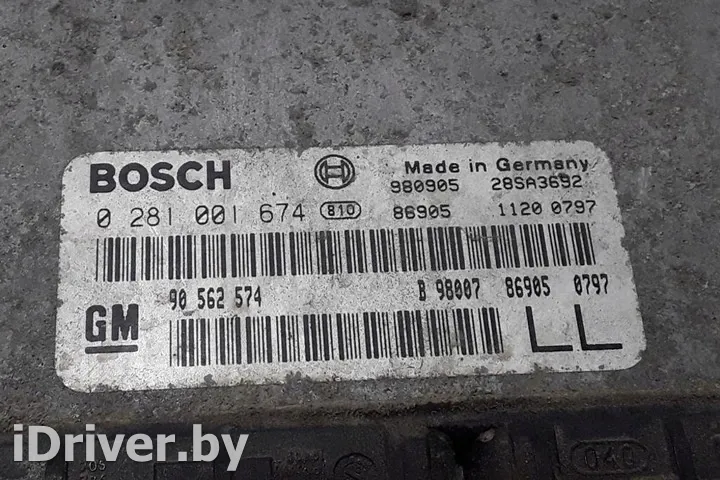 BOSCH Made in Germany
980905 28SA3692
0 281 001 674 810 86905 1120 0797
90 562 574 B 98007 86905 0797
GM LL
iDriver.by
040